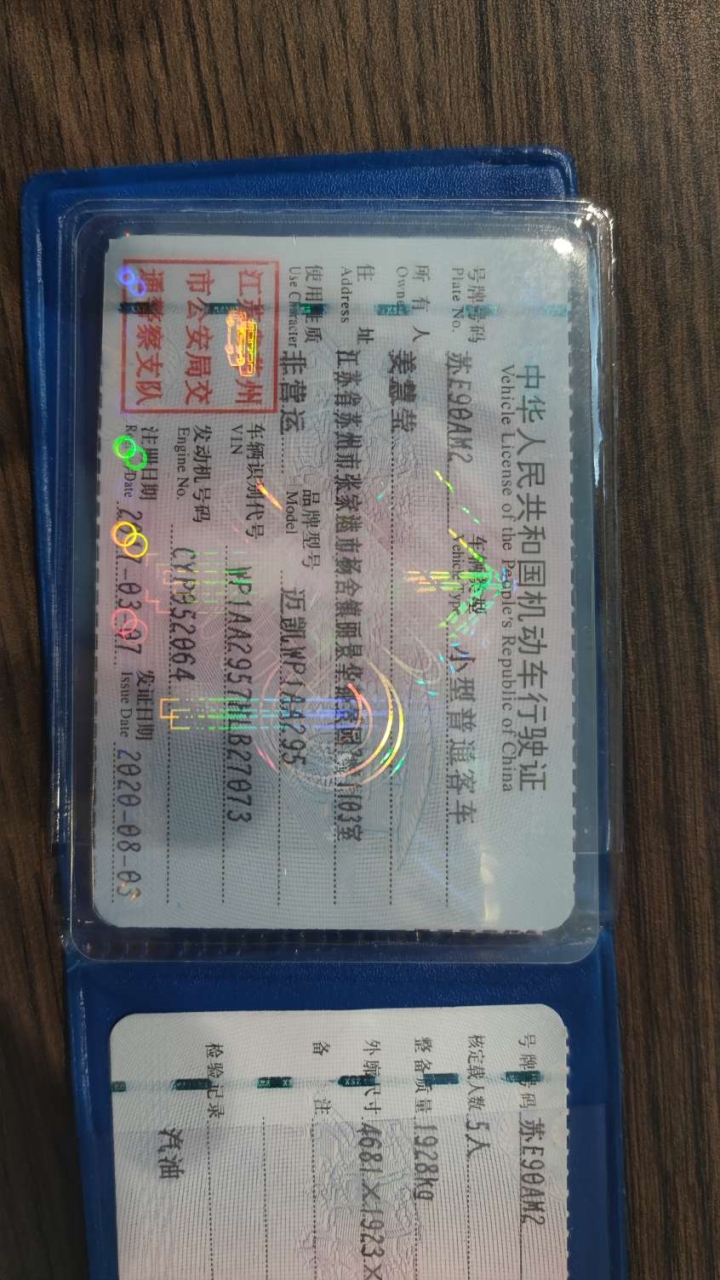 中华人民共和国机动车行驶证
Vehicle License of the People's Republic of China
号牌号码 苏E90AM2 车辆类型 小型普通客车
Plate No. Vehicle Type
所有人 姜慧莹
Owner
住址 江苏省苏州市张家港市杨舍镇丽景华
Address 1103室
使用性质 非营运 品牌型号 迈凯WP1AA295
Use Character Model
江苏 州
市公安局交
通警察支队
车辆识别代号 WP1AA2957HLB27073
VIN
发动机号码 CYP052064
Engine No.
注册日期 2017-03-07 发证日期 2020-08-03
Date Issue Date
号牌号码 苏E90AM2
核定载人数 5人
整备质量 1928kg
外廓尺寸 4681×1923×
备注
检验记录
汽油